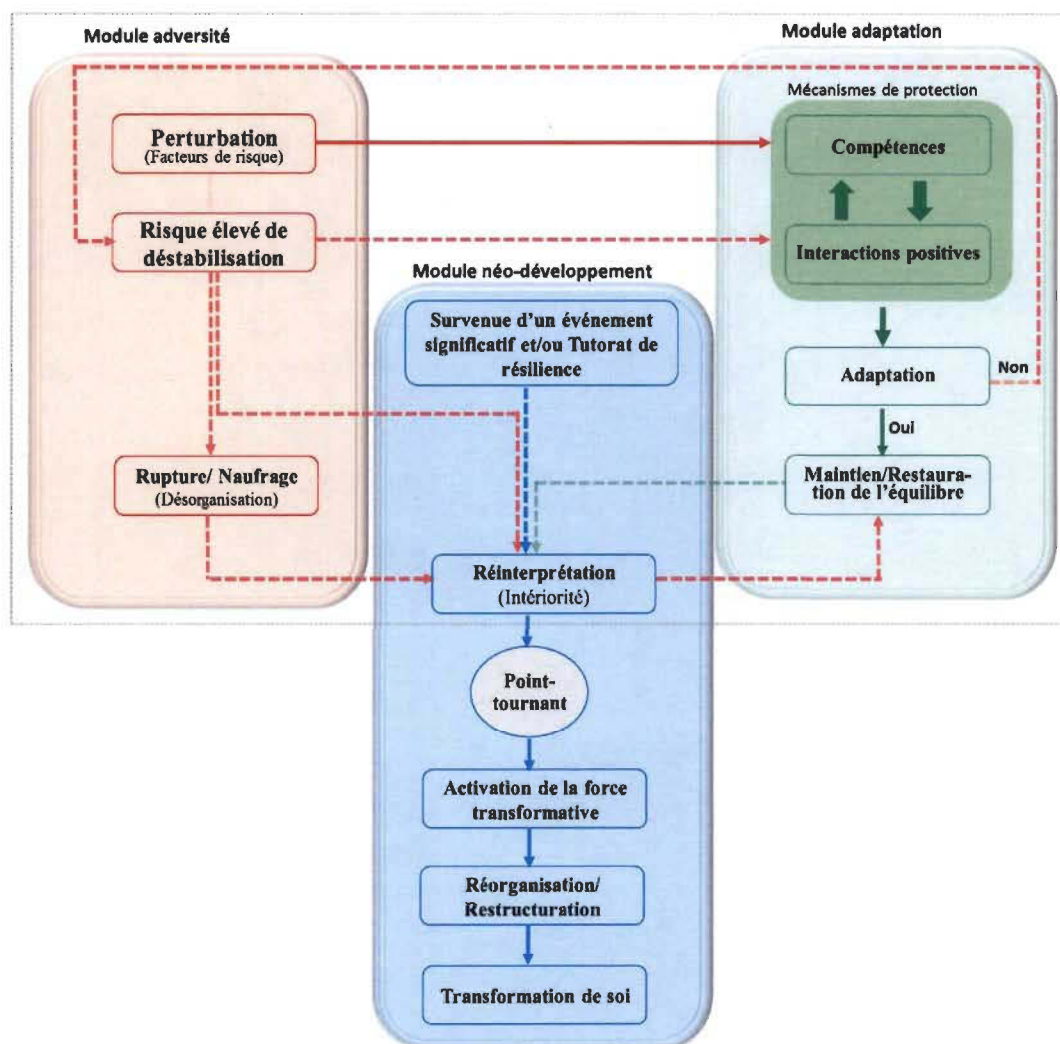 Module adversité
Perturbation
(Facteurs de risque)
Risque élevé de
déstabilisation
Rupture/ Naufrage
(Désorganisation)
Module néo-développement
Survenue d'un événement
significatif et/ou Tutorat de
résilience
Réinterprétation
(Intériorité)
Point-
tournant
Activation de la force
transformative
Réorganisation/
Restructuration
Transformation de soi
Module adaptation
Mécanismes de protection
Compétences
Interactions positives
Adaptation
Non
Oui
Maintien/Restaura-
tion de l'équilibre